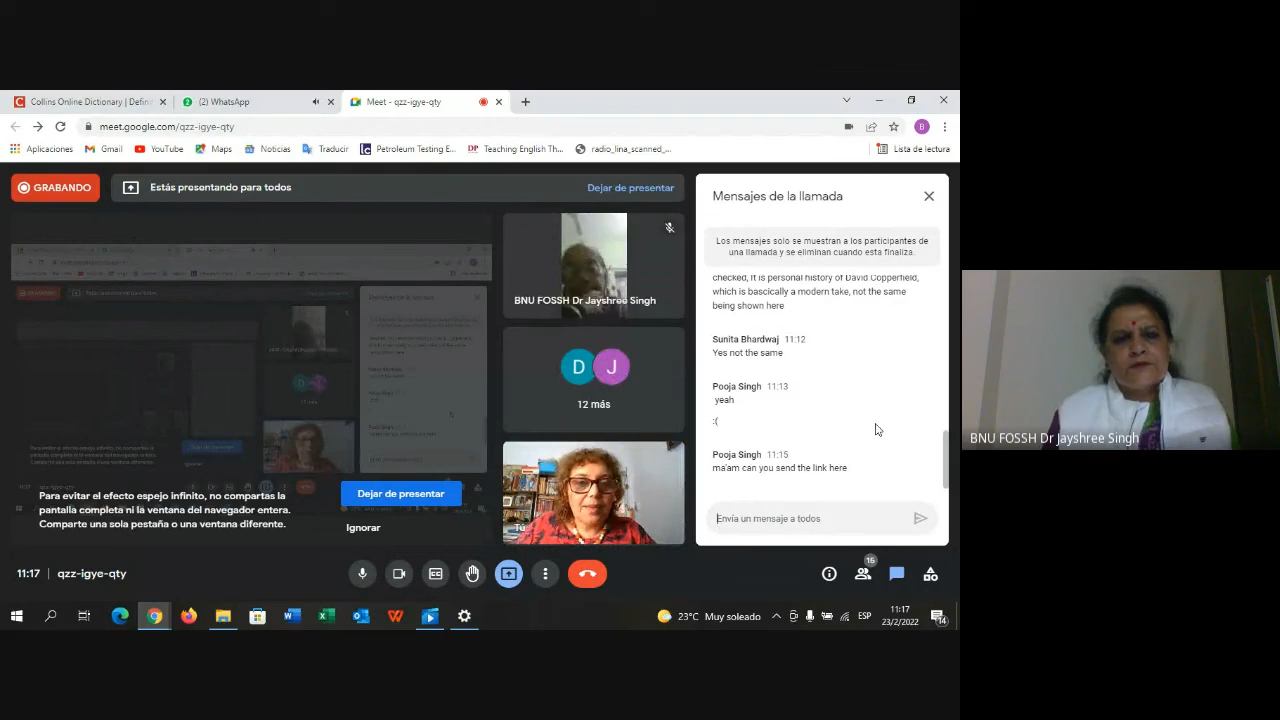 Collins Online Dictionary | Defini
(2) WhatsApp
Meet - qzz-igye-qty
meet.google.com/qzz-igye-qty
B
Aplicaciones
Gmail
YouTube
Maps
Noticias
Traducir
Petroleum Testing E...
Teaching English Th...
radio_lina_scanned_...
Lista de lectura
GRABANDO
Estás presentando para todos
Dejar de presentar
BNU FOSSH Dr Jayshree Singh
D
J
12 más
Tú
Para evitar el efecto espejo infinito, no compartas la
pantalla completa ni la ventana del navegador entera.
Comparte una sola pestaña o una ventana diferente.
Dejar de presentar
Ignorar
Mensajes de la llamada
Los mensajes solo se muestran a los participantes de
una llamada y se eliminan cuando esta finaliza.
checked, it is personal history of David Copperfield,
which is bascically a modern take, not the same
being shown here
Sunita Bhardwaj 11:12
Yes not the same
Pooja Singh 11:13
yeah
:(
Pooja Singh 11:15
ma'am can you send the link here
Envía un mensaje a todos
11:17 | qzz-igye-qty
15
23°C Muy soleado
ESP
11:17
23/2/2022
14
BNU FOSSH Dr Jayshree Singh